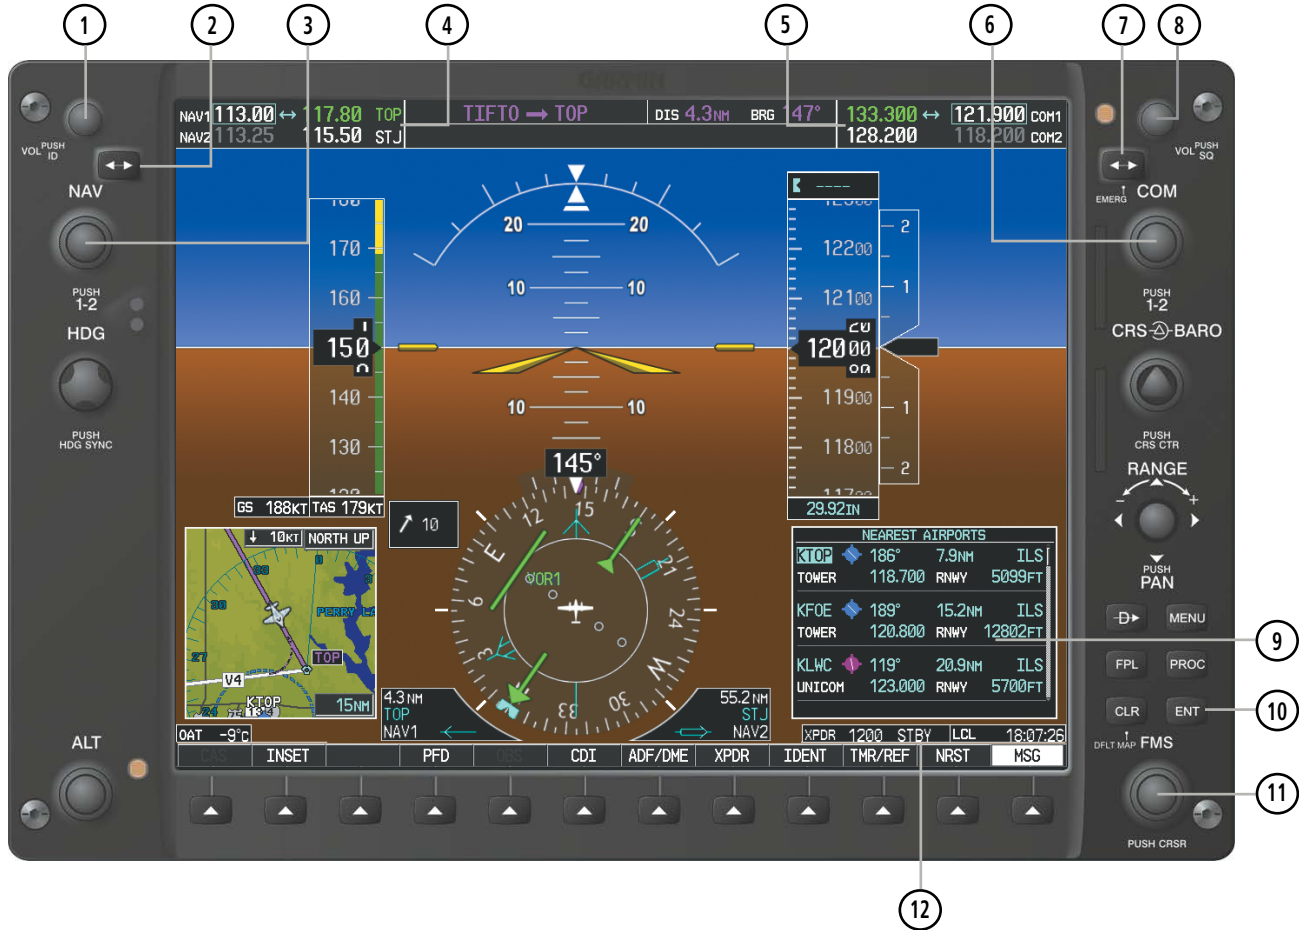 1 2 3 4 5 6 7 8
GARMIN
NAV1 113.00 ↔ 117.80 TOP
NAV2 113.25 115.50 STJ
TIFTO → TOP DIS 4.3NM BRG 147°
133.300 ↔ 121.900 COM1
128.200 118.200 COM2
VOL PUSH ID
NAV
PUSH 1-2
HDG
PUSH HDG SYNC
ALT
VOL PUSH SQ
EMERG
COM
PUSH 1-2
CRS BARO
PUSH CRS CTR
RANGE
- +
PUSH PAN
D MENU
FPL PROC
CLR ENT
DFLT MAP FMS
PUSH CRSR
170
160
150
140
130
GS 188KT TAS 179KT
20 20
10 10
10 10
----
12200
12100
12000
11900
11800
2
1
1
2
29.92IN
145°
12 15 21 24 W 30 33 3 6 E
VOR1
10
↓ 10KT NORTH UP
30
27
24
PERRY
TOP
V4
KTOP
15NM
4.3NM
TOP
NAV1
55.2NM
STJ
NAV2
NEAREST AIRPORTS
KTOP 186° 7.9NM ILS
TOWER 118.700 RNWY 5099FT
KFOE 189° 15.2NM ILS
TOWER 120.800 RNWY 12802FT
KLWC 119° 20.9NM ILS
UNICOM 123.000 RNWY 5700FT
OAT -9°C
XPDR 1200 STBY LCL 18:07:26
CAS INSET PFD OBS CDI ADF/DME XPDR IDENT TMR/REF NRST MSG
9
10
11
12